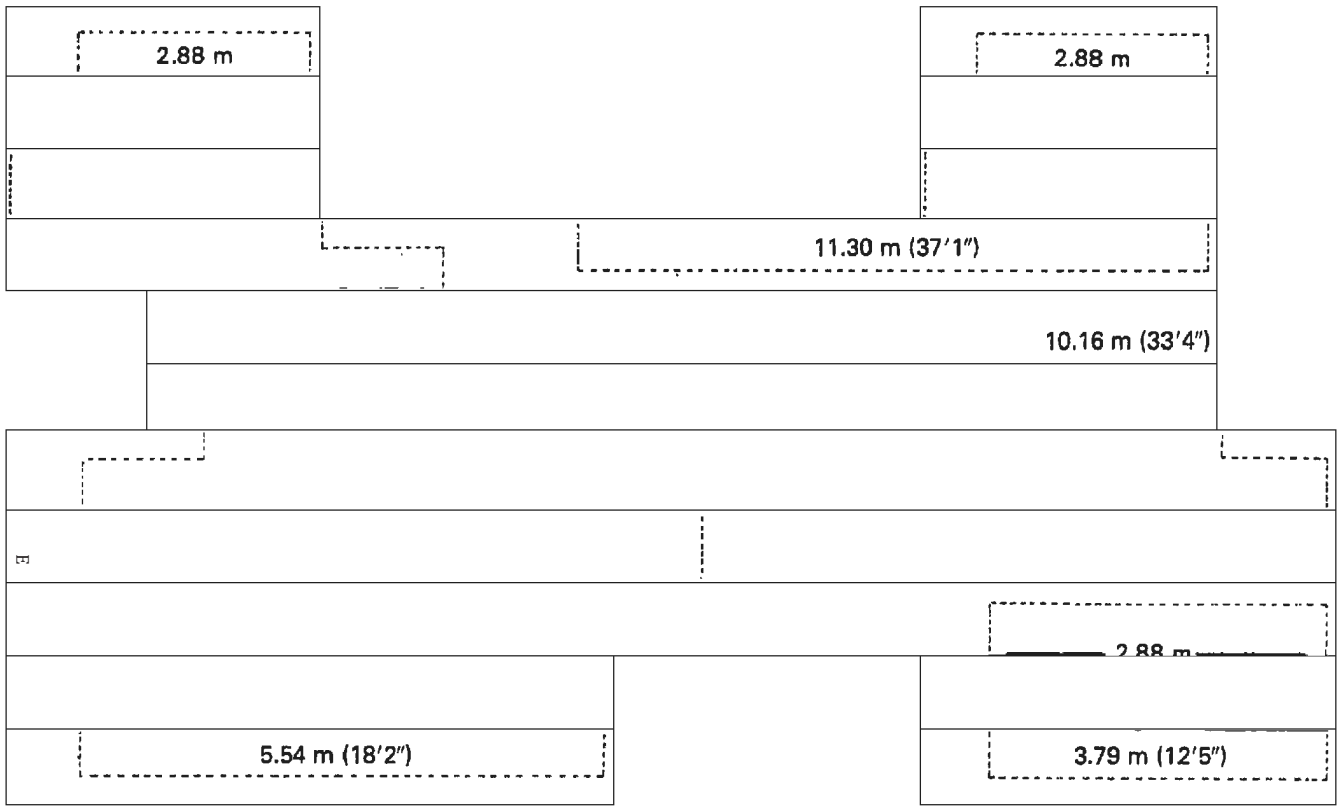 2.88 m
2.88 m
11.30 m (37'1")
10.16 m (33'4")
E
2.88 m
5.54 m (18'2")
3.79 m (12'5")